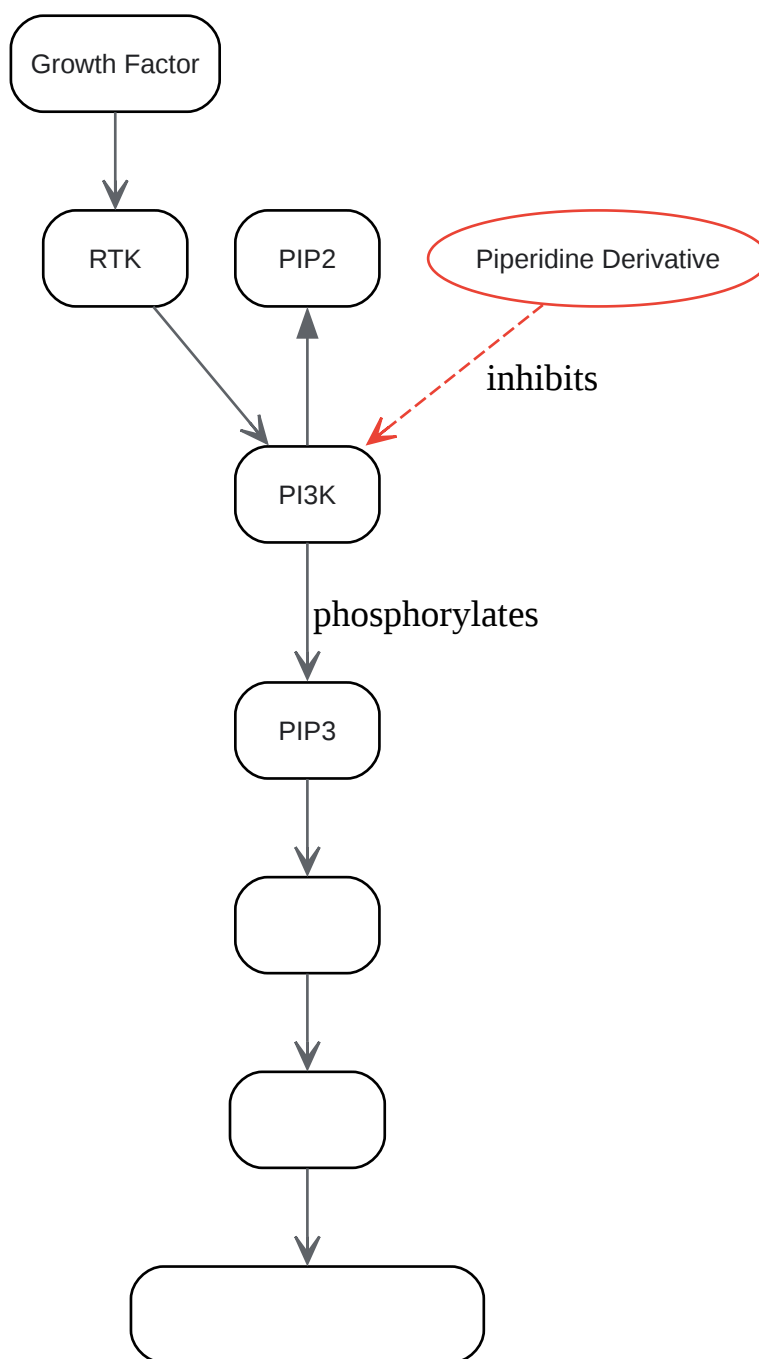 Growth Factor
RTK
PIP2
Piperidine Derivative
inhibits
PI3K
phosphorylates
PIP3